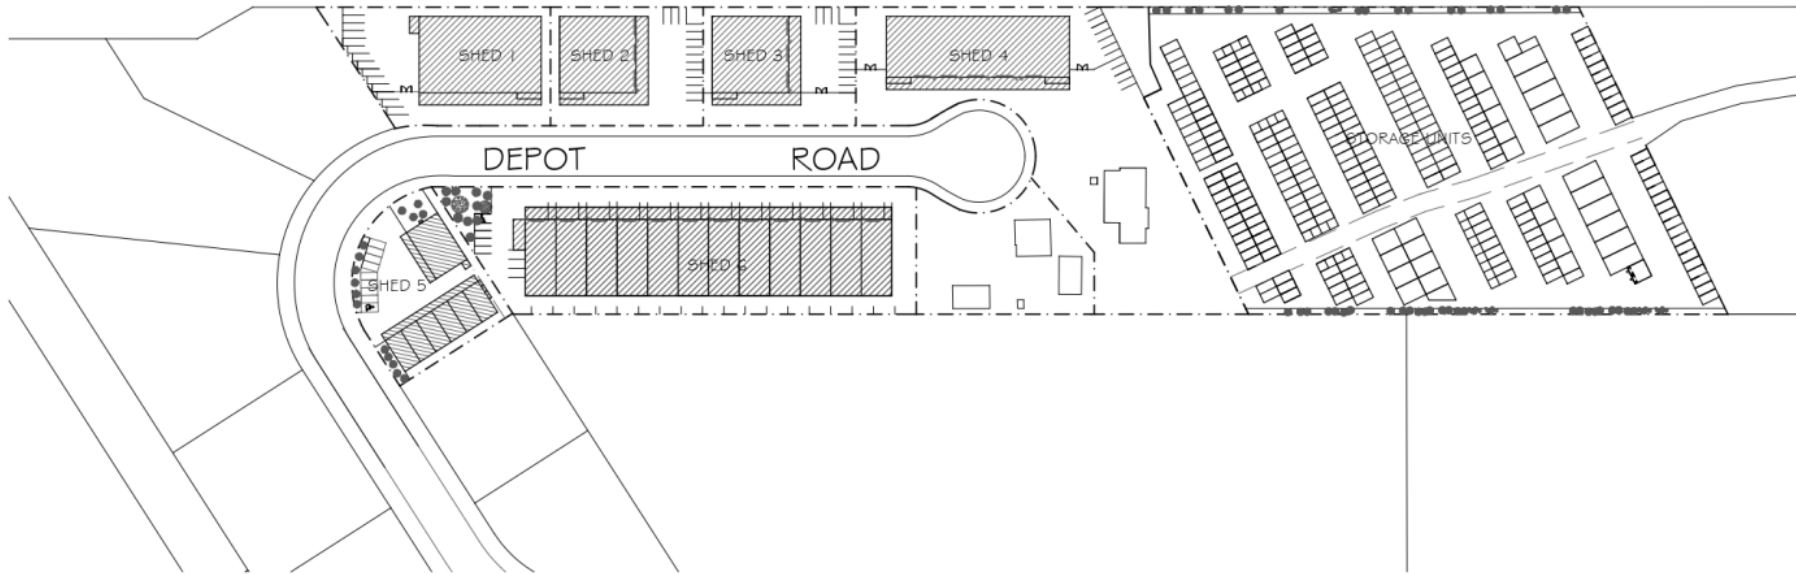 SHED 1
SHED 2
SHED 3
SHED 4
STORAGE UNITS
DEPOT ROAD
SHED 5
SHED 6